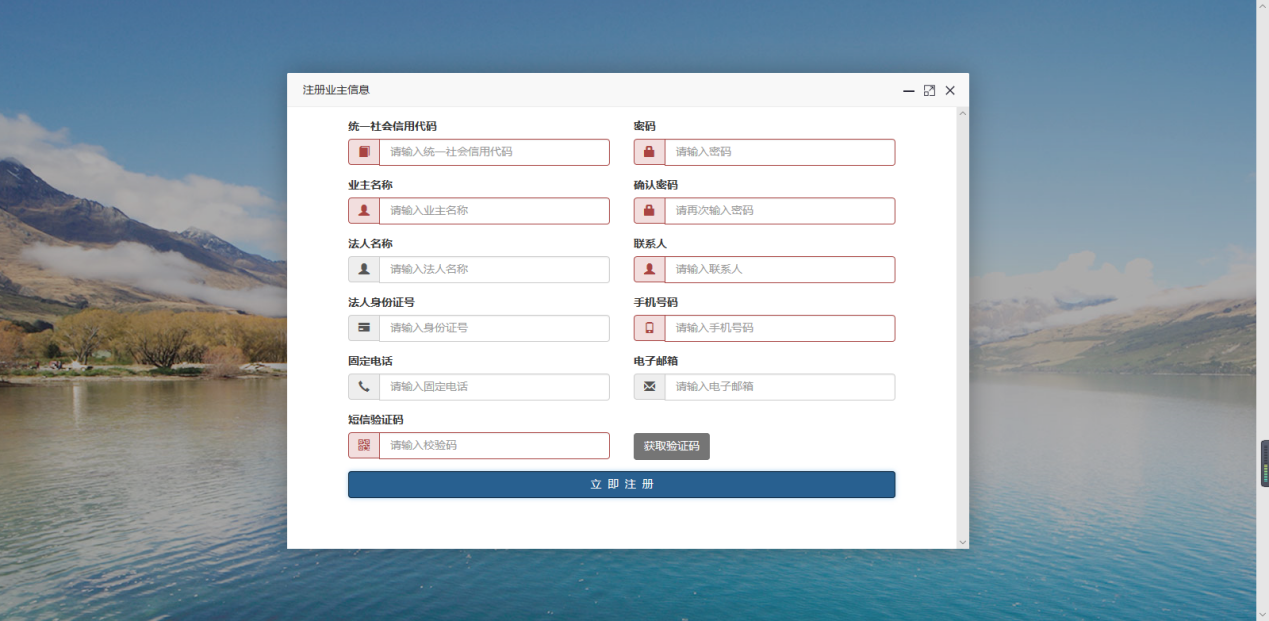 注册业主信息
统一社会信用代码
密码
请输入统一社会信用代码
请输入密码
业主名称
确认密码
请输入业主名称
请再次输入密码
法人名称
联系人
请输入法人名称
请输入联系人
法人身份证号
手机号码
请输入身份证号
请输入手机号码
固定电话
电子邮箱
请输入固定电话
请输入电子邮箱
短信验证码
请输入校验码
获取验证码
立即注册